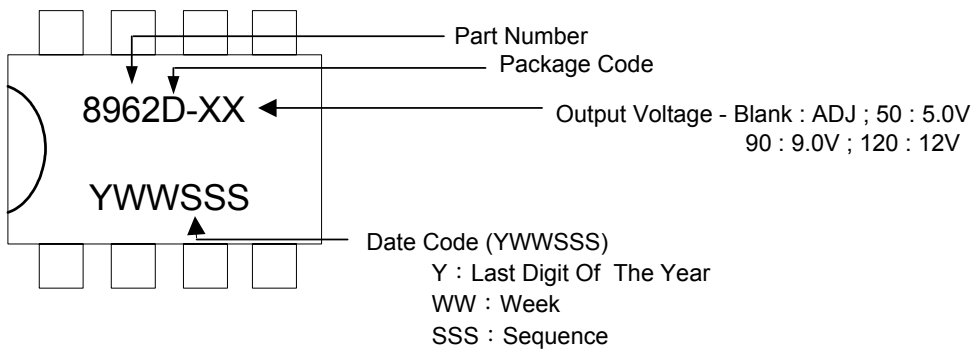 Part Number
Package Code
8962D-XX
Output Voltage - Blank : ADJ ; 50 : 5.0V
90 : 9.0V ; 120 : 12V
YWWSSS
Date Code (YWWSSS)
Y：Last Digit Of The Year
WW：Week
SSS：Sequence